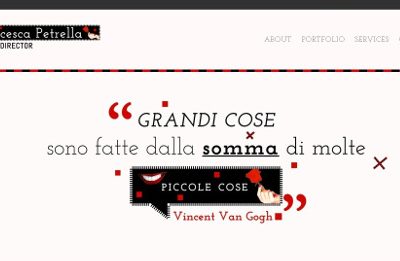 cesca Petrella
DIRECTOR
ABOUT PORTFOLIO SERVICES
“ GRANDI COSE
sono fatte dalla somma di molte
PICCOLE COSE ”
Vincent Van Gogh